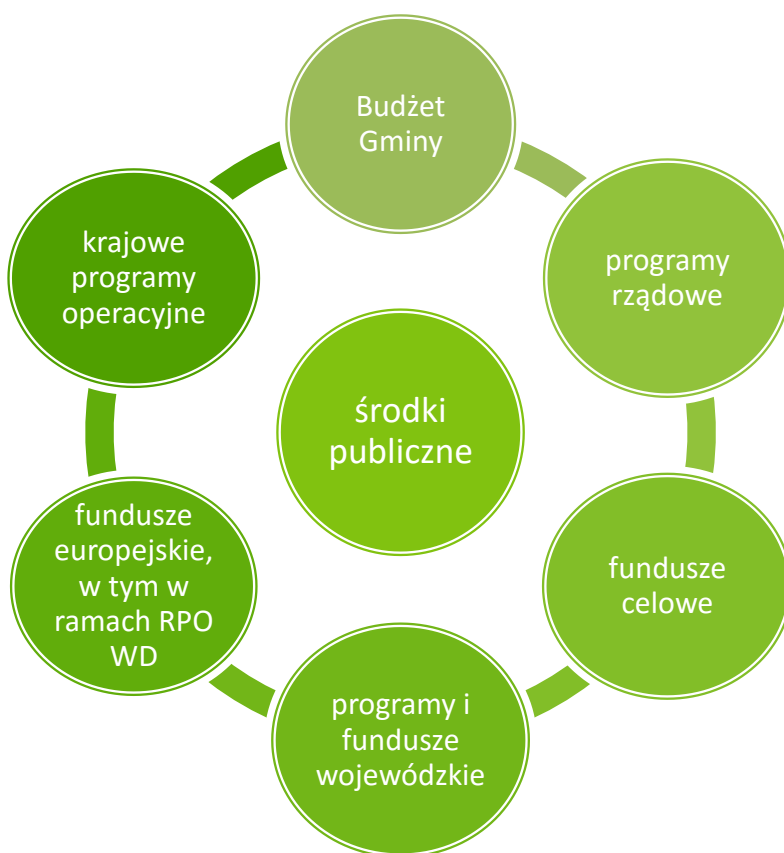 Budżet
Gminy
programy
rządowe
fundusze
celowe
programy i
fundusze
wojewódzkie
fundusze
europejskie,
w tym w
ramach RPO
WD
krajowe
programy
operacyjne
środki
publiczne